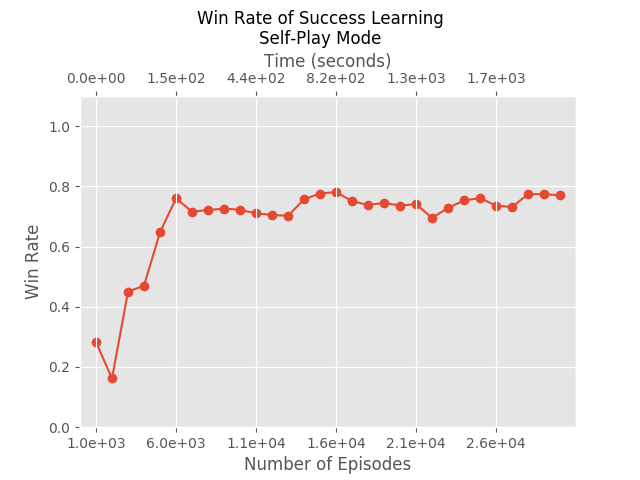 Win Rate of Success Learning
Self-Play Mode
Time (seconds)
0.0e+00 1.5e+02 4.4e+02 8.2e+02 1.3e+03 1.7e+03
1.0
0.8
0.6
0.4
0.2
0.0
Win Rate
1.0e+03 6.0e+03 1.1e+04 1.6e+04 2.1e+04 2.6e+04
Number of Episodes